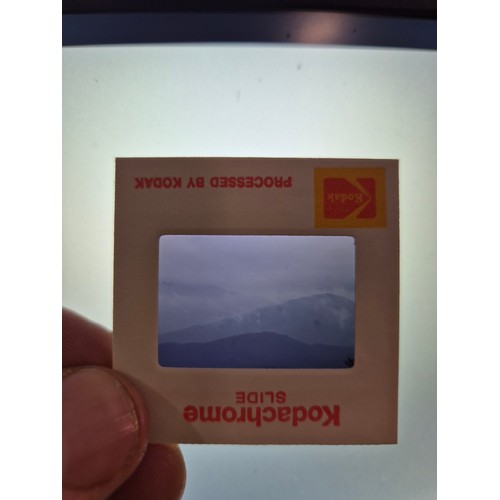 Kodachrome
SLIDE
Kodak
PROCESSED BY KODAK